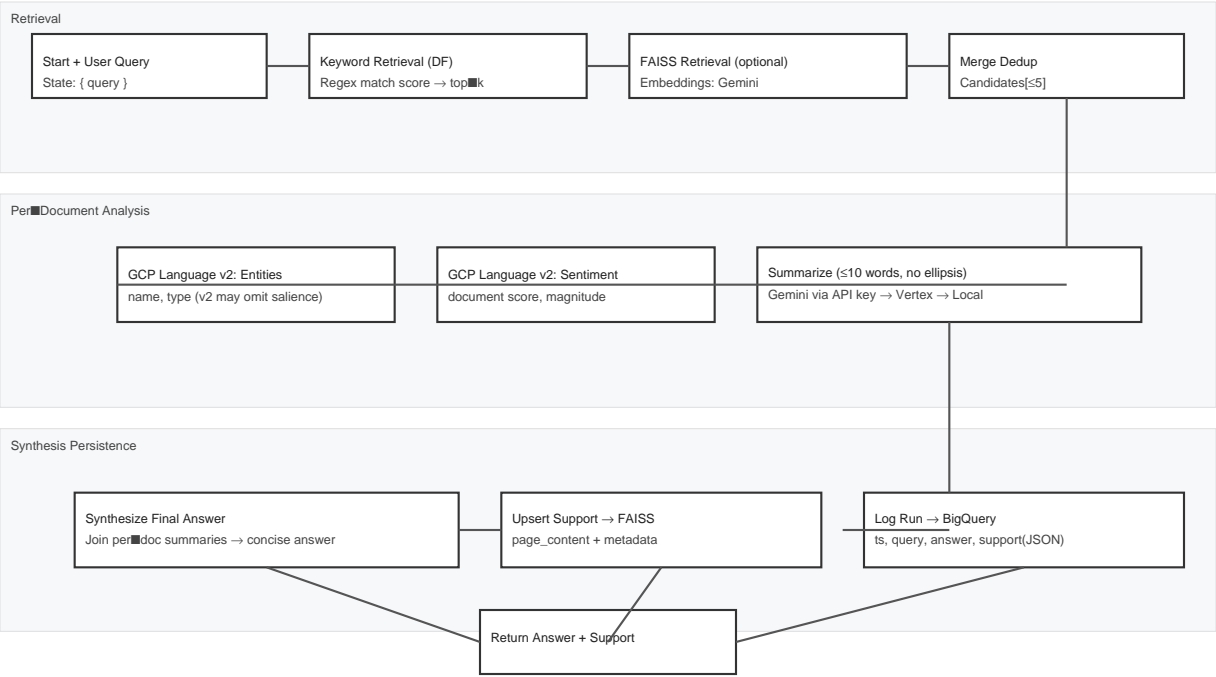 Retrieval
Start + User Query
State: { query }
Keyword Retrieval (DF)
Regex match score → top■k
FAISS Retrieval (optional)
Embeddings: Gemini
Merge Dedup
Candidates[≤5]
Per■Document Analysis
GCP Language v2: Entities
name, type (v2 may omit salience)
GCP Language v2: Sentiment
document score, magnitude
Summarize (≤10 words, no ellipsis)
Gemini via API key → Vertex → Local
Synthesis Persistence
Synthesize Final Answer
Join per■doc summaries → concise answer
Upsert Support → FAISS
page_content + metadata
Log Run → BigQuery
ts, query, answer, support(JSON)
Return Answer + Support